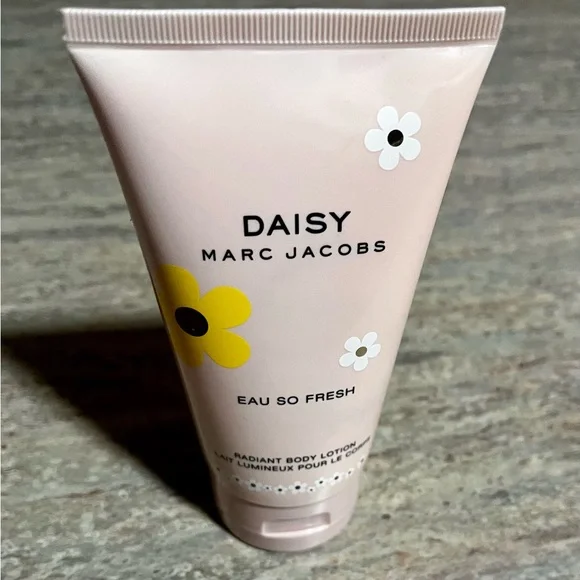 DAISY
MARC JACOBS
EAU SO FRESH
RADIANT BODY LOTION
LAIT LUMINEUX POUR LE CORPS